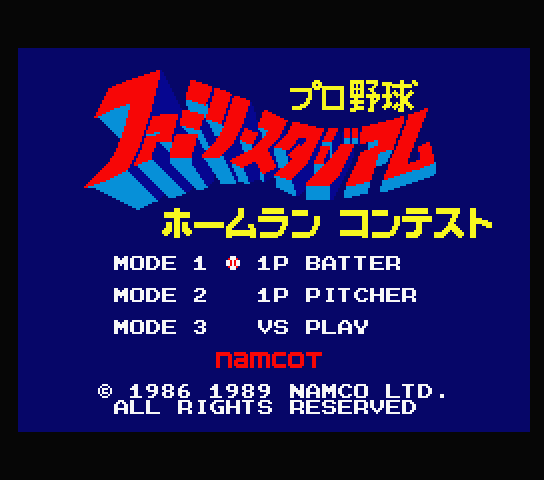 プロ野球
ファミリースタジアム
ホームラン コンテスト
MODE 1 1P BATTER
MODE 2 1P PITCHER
MODE 3 VS PLAY
namcot
© 1986 1989 NAMCO LTD.
ALL RIGHTS RESERVED